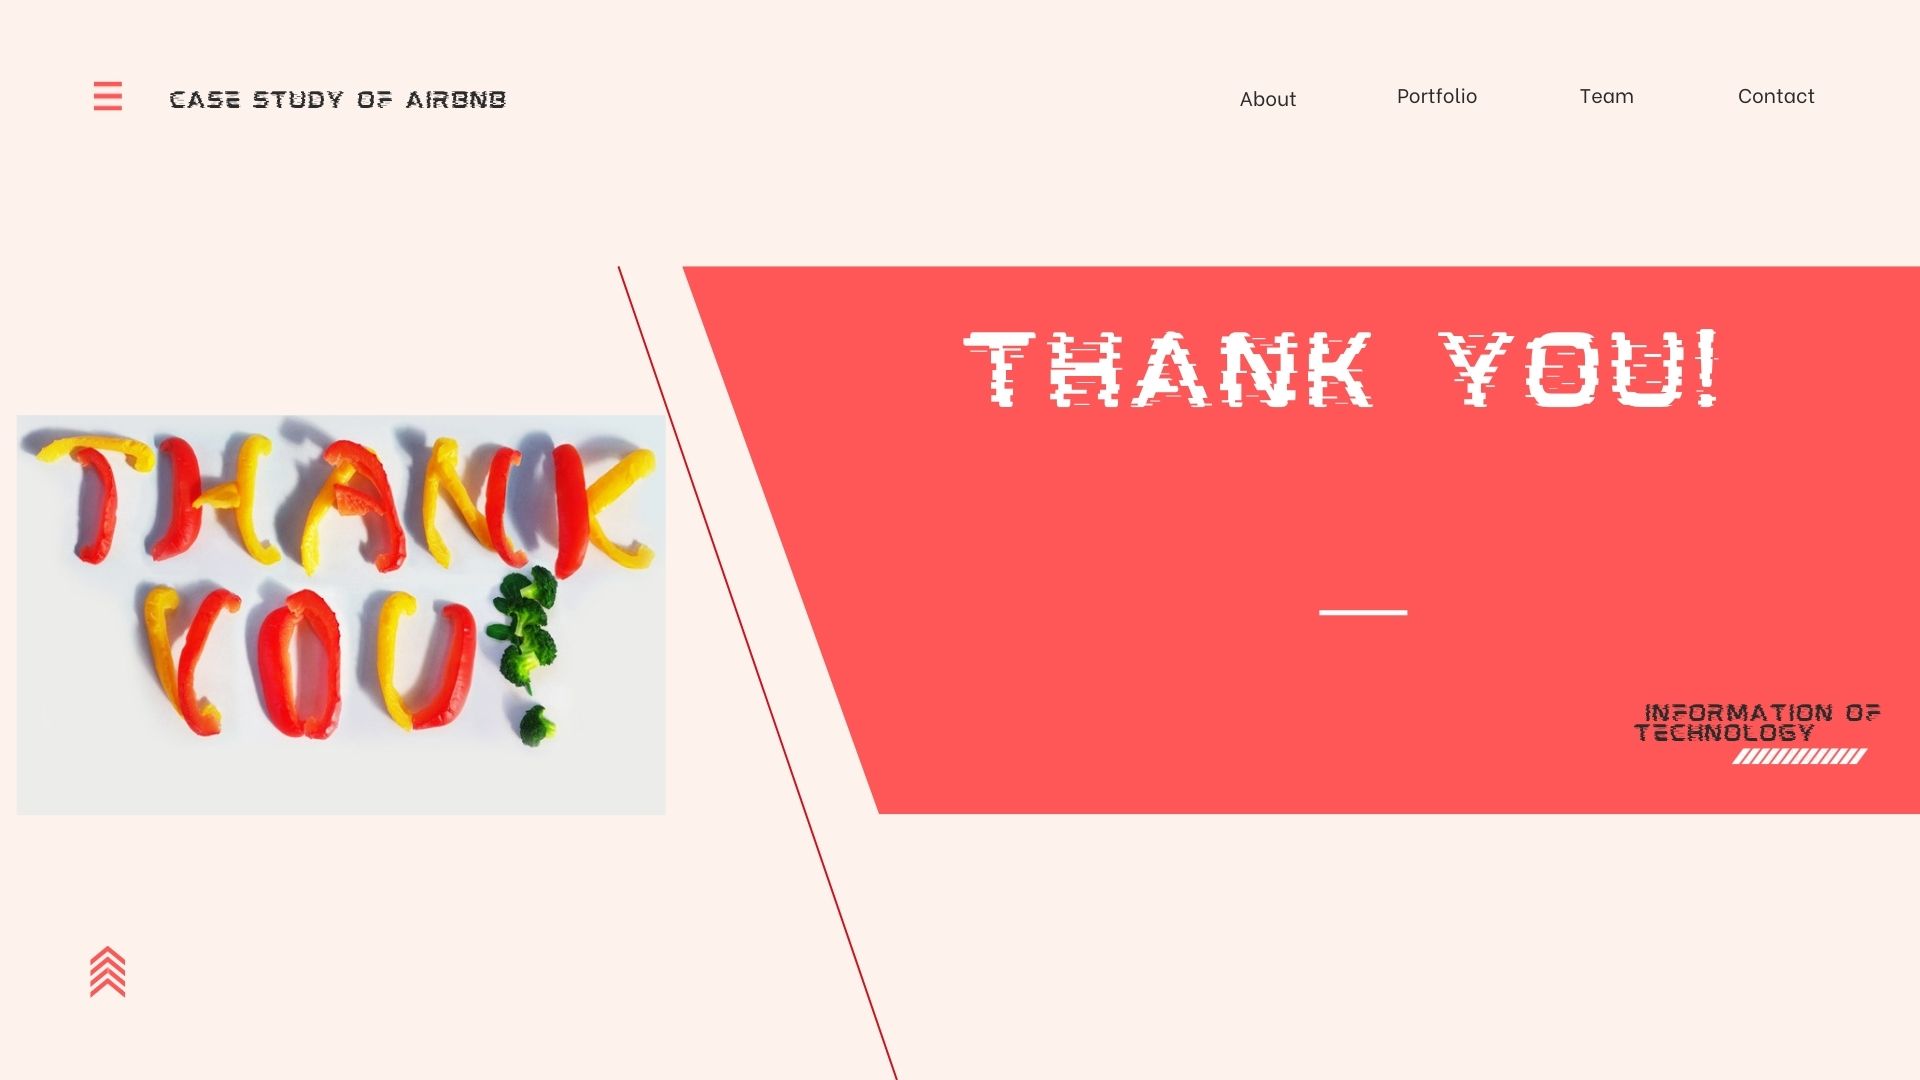 CASE STUDY OF AIRBNB
About
Portfolio
Team
Contact
THANK YOU!
THANK
YOU!
INFORMATION OF
TECHNOLOGY